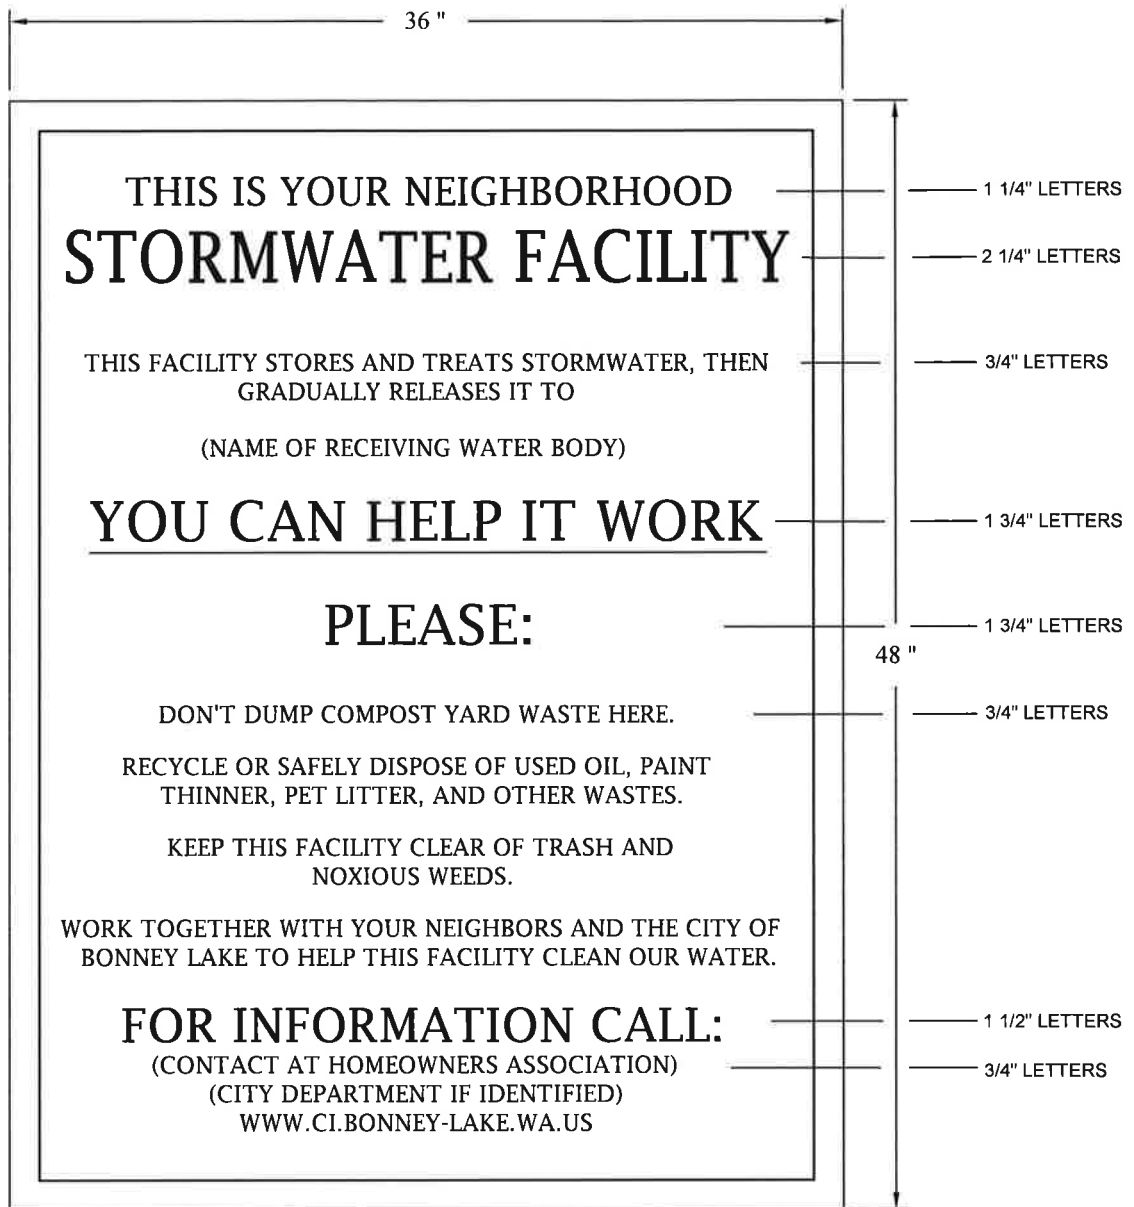 36 "
THIS IS YOUR NEIGHBORHOOD
1 1/4" LETTERS
STORMWATER FACILITY
2 1/4" LETTERS
THIS FACILITY STORES AND TREATS STORMWATER, THEN
3/4" LETTERS
GRADUALLY RELEASES IT TO
(NAME OF RECEIVING WATER BODY)
YOU CAN HELP IT WORK
1 3/4" LETTERS
PLEASE:
1 3/4" LETTERS
48 "
DON'T DUMP COMPOST YARD WASTE HERE.
3/4" LETTERS
RECYCLE OR SAFELY DISPOSE OF USED OIL, PAINT
THINNER, PET LITTER, AND OTHER WASTES.
KEEP THIS FACILITY CLEAR OF TRASH AND
NOXIOUS WEEDS.
WORK TOGETHER WITH YOUR NEIGHBORS AND THE CITY OF
BONNEY LAKE TO HELP THIS FACILITY CLEAN OUR WATER.
FOR INFORMATION CALL:
1 1/2" LETTERS
(CONTACT AT HOMEOWNERS ASSOCIATION)
3/4" LETTERS
(CITY DEPARTMENT IF IDENTIFIED)
WWW.CI.BONNEY-LAKE.WA.US